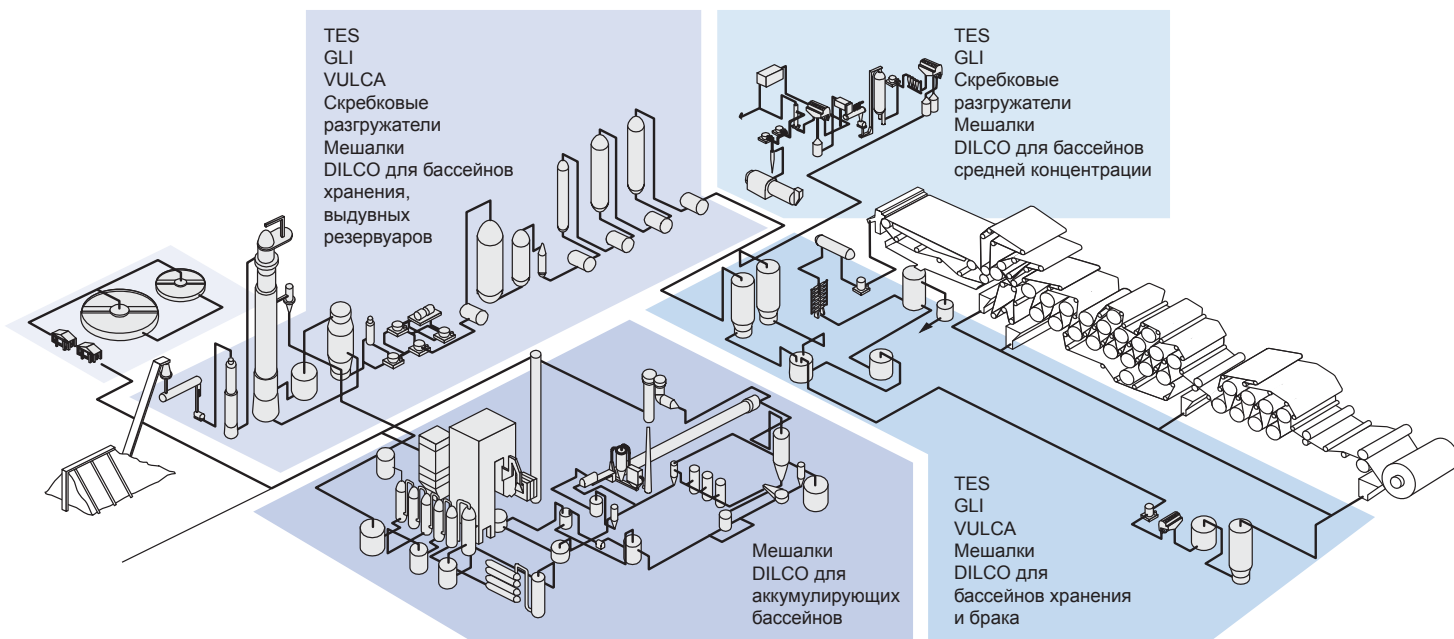 TES
GLI
VULCA
Скребковые
разгружатели
Мешалки
DILCO для бассейнов
хранения,
выдувных
резервуаров
TES
GLI
Скребковые
разгружатели
Мешалки
DILCO для бассейнов
средней концентрации
Мешалки
DILCO для
аккумулирующих
бассейнов
TES
GLI
VULCA
Мешалки
DILCO для
бассейнов хранения
и брака